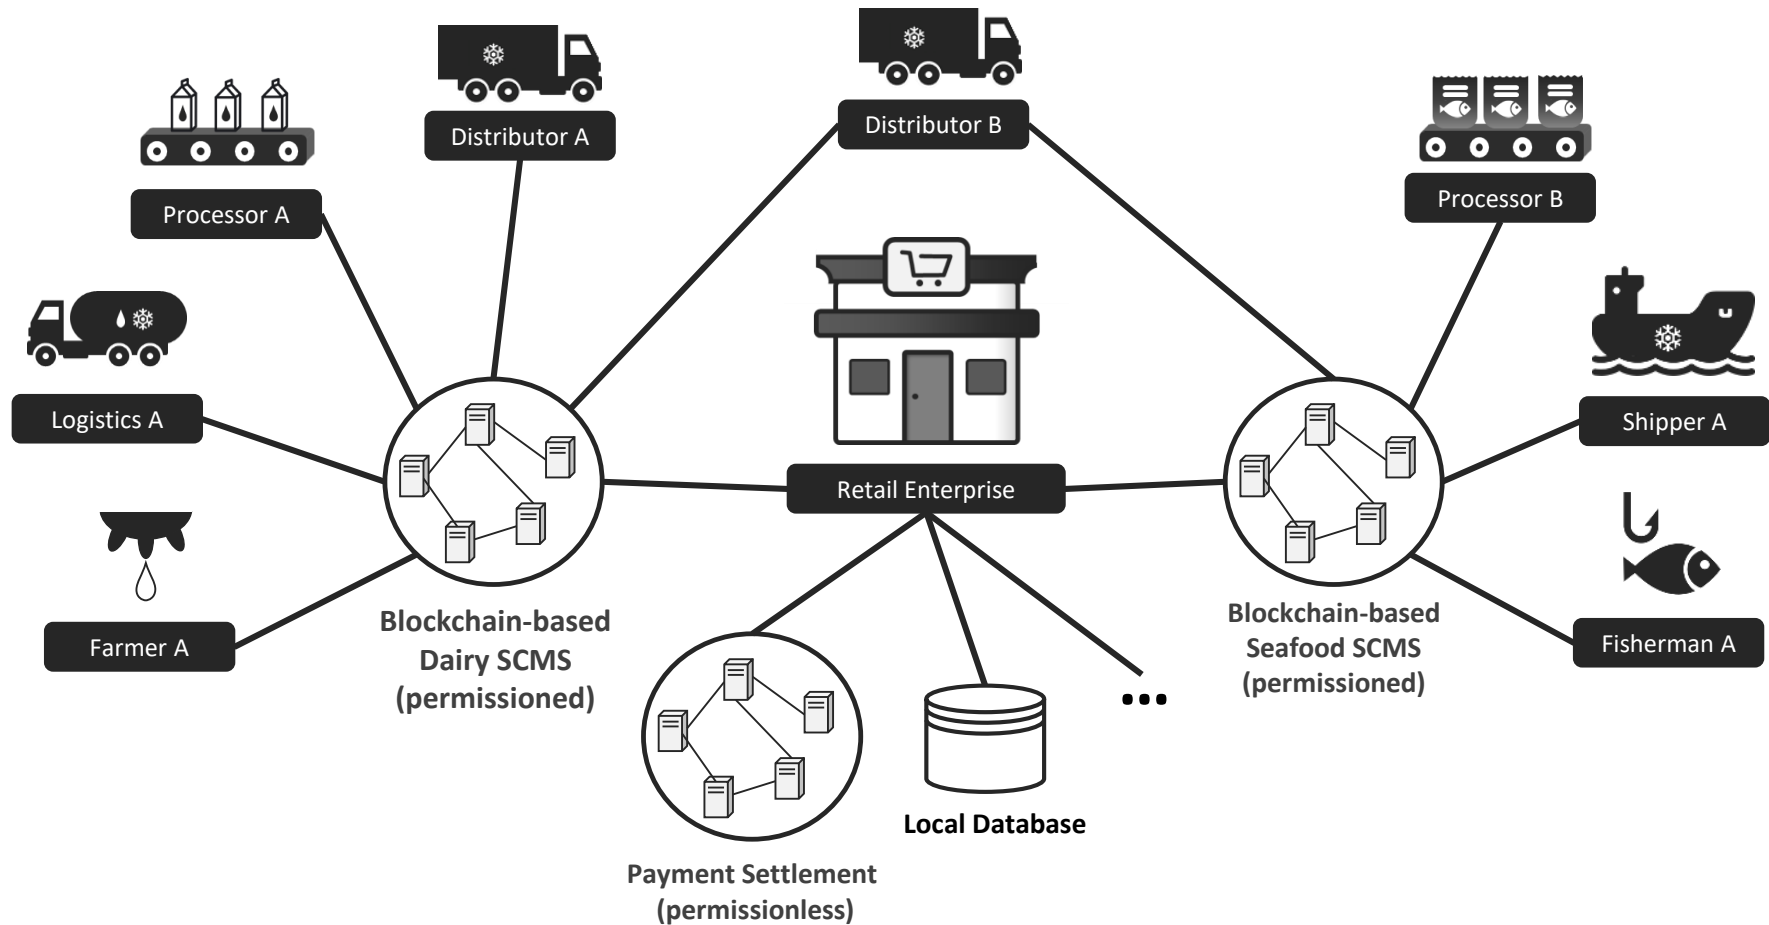 Distributor A
Distributor B
Processor A
Processor B
Logistics A
Shipper A
Retail Enterprise
Farmer A
Fisherman A
Blockchain-based
Dairy SCMS
(permissioned)
Blockchain-based
Seafood SCMS
(permissioned)
...
Local Database
Payment Settlement
(permissionless)